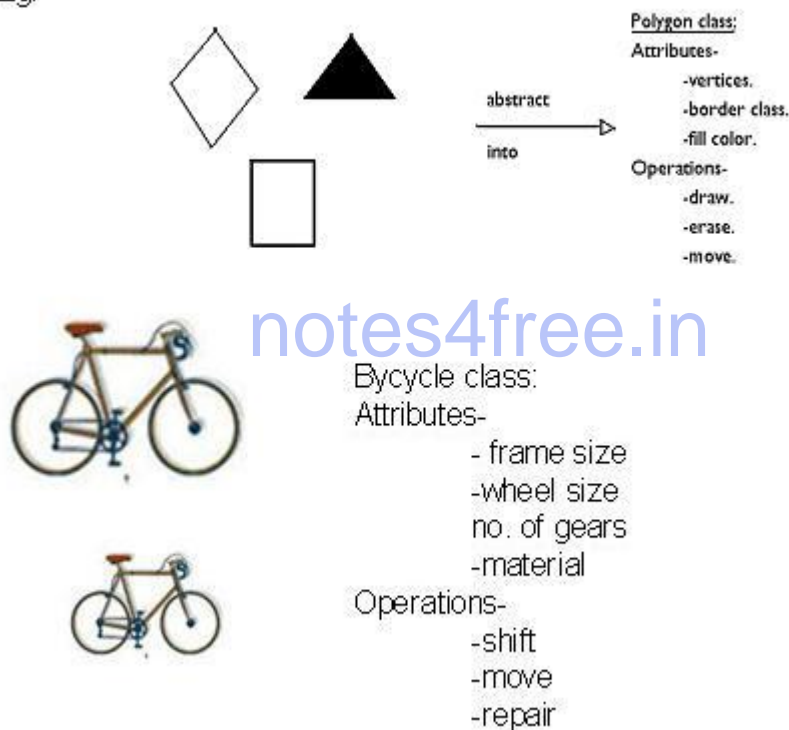 Eg.
abstract
into
Polygon class:
Attributes-
-vertices.
-border class.
-fill color.
Operations-
-draw.
-erase.
-move.
notes4free.in
Bycycle class:
Attributes-
- frame size
-wheel size
no. of gears
-material
Operations-
-shift
-move
-repair